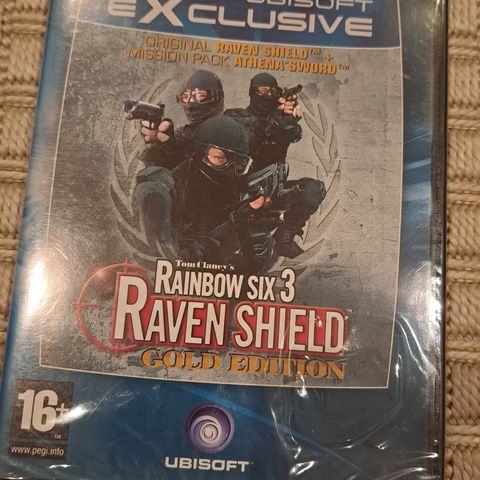 UBISOFT
EXCLUSIVE
ORIGINAL RAVEN SHIELD™ +
MISSION PACK ATHENA SWORD™
Tom Clancy's
RAINBOW SIX 3
RAVEN SHIELD
GOLD EDITION
16+
www.pegi.info
UBISOFT™